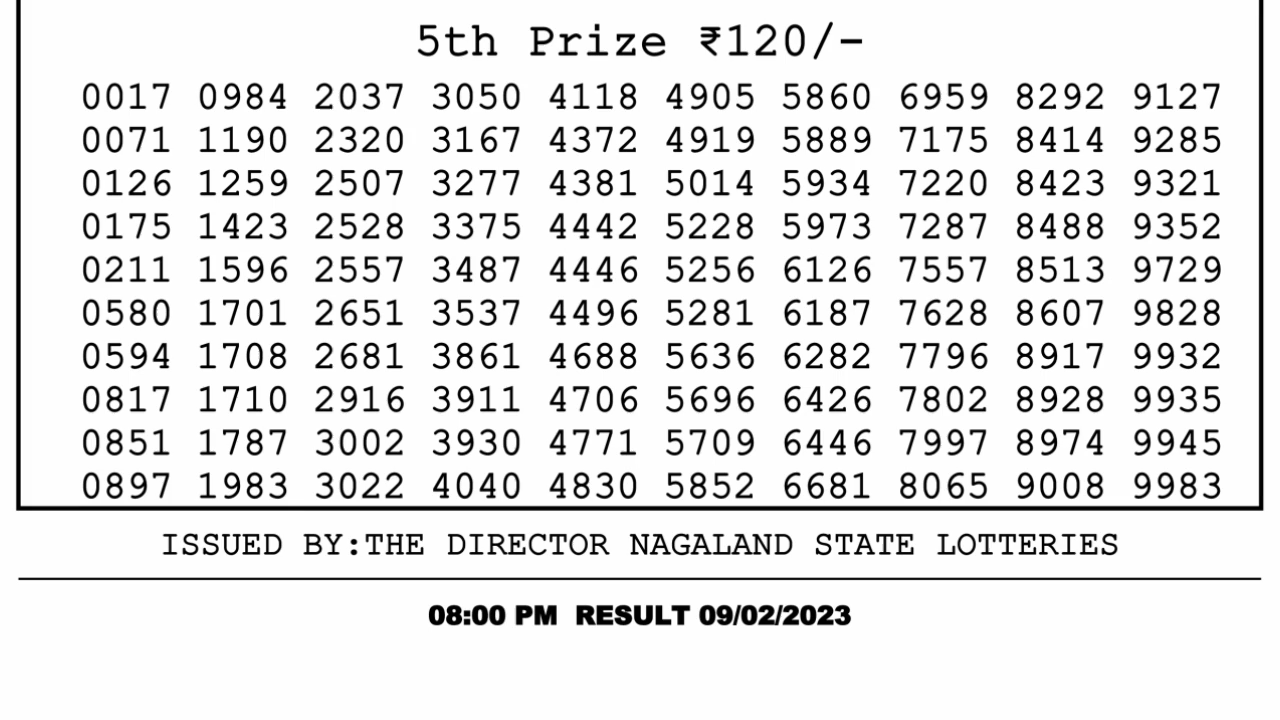 5th Prize ₹120/-
0017 0984 2037 3050 4118 4905 5860 6959 8292 9127
0071 1190 2320 3167 4372 4919 5889 7175 8414 9285
0126 1259 2507 3277 4381 5014 5934 7220 8423 9321
0175 1423 2528 3375 4442 5228 5973 7287 8488 9352
0211 1596 2557 3487 4446 5256 6126 7557 8513 9729
0580 1701 2651 3537 4496 5281 6187 7628 8607 9828
0594 1708 2681 3861 4688 5636 6282 7796 8917 9932
0817 1710 2916 3911 4706 5696 6426 7802 8928 9935
0851 1787 3002 3930 4771 5709 6446 7997 8974 9945
0897 1983 3022 4040 4830 5852 6681 8065 9008 9983
ISSUED BY:THE DIRECTOR NAGALAND STATE LOTTERIES
08:00 PM RESULT 09/02/2023